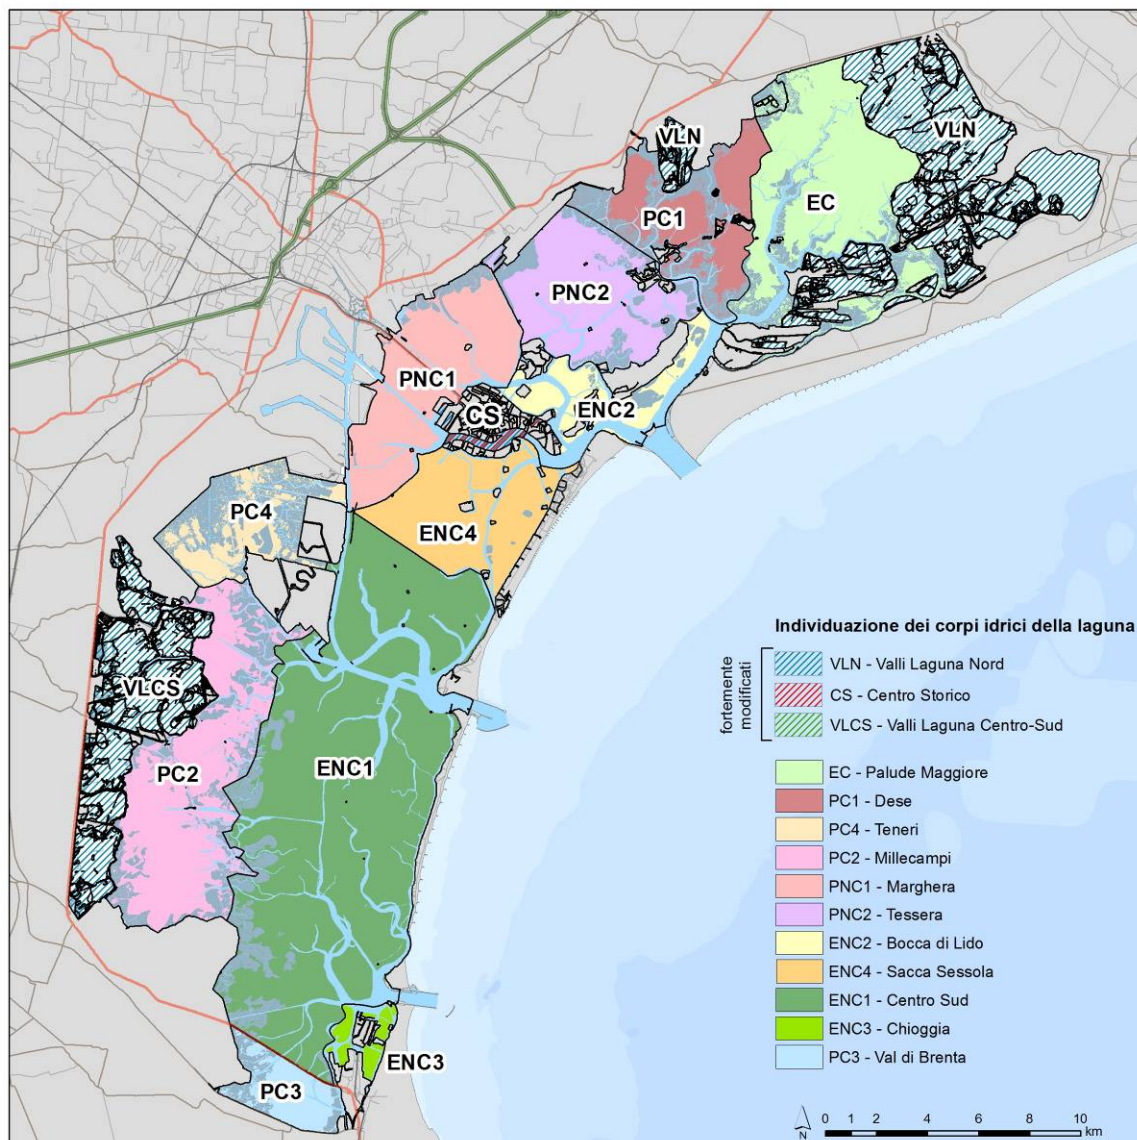 VLN
VLN
EC
PC1
PNC2
PNC1
CS
ENC2
PC4
ENC4
VLCS
PC2
ENC1
ENC3
PC3
Individuazione dei corpi idrici della laguna
fortemente
modificati
VLN - Valli Laguna Nord
CS - Centro Storico
VLCS - Valli Laguna Centro-Sud
EC - Palude Maggiore
PC1 - Dese
PC4 - Teneri
PC2 - Millecampi
PNC1 - Marghera
PNC2 - Tessera
ENC2 - Bocca di Lido
ENC4 - Sacca Sessola
ENC1 - Centro Sud
ENC3 - Chioggia
PC3 - Val di Brenta
N
0 1 2 4 6 8 10
km